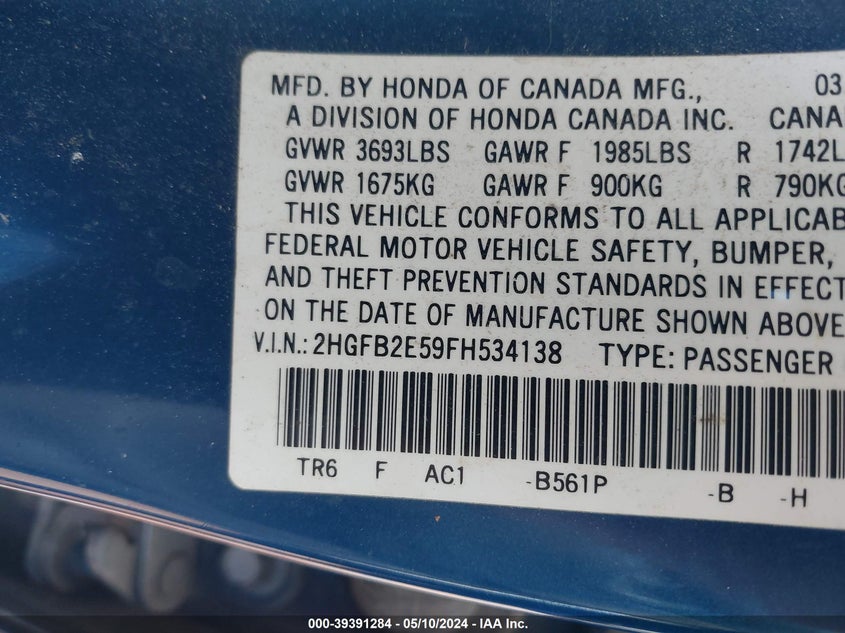 MFD. BY HONDA OF CANADA MFG., 03
A DIVISION OF HONDA CANADA INC. CANA
GVWR 3693LBS GAWR F 1985LBS R 1742L
GVWR 1675KG GAWR F 900KG R 790KG
THIS VEHICLE CONFORMS TO ALL APPLICAB
FEDERAL MOTOR VEHICLE SAFETY, BUMPER,
AND THEFT PREVENTION STANDARDS IN EFFECT
ON THE DATE OF MANUFACTURE SHOWN ABOVE
V.I.N.: 2HGFB2E59FH534138 TYPE: PASSENGER
TR6 F AC1 -B561P -B -H
000-39391284 — 05/10/2024 — IAA Inc.